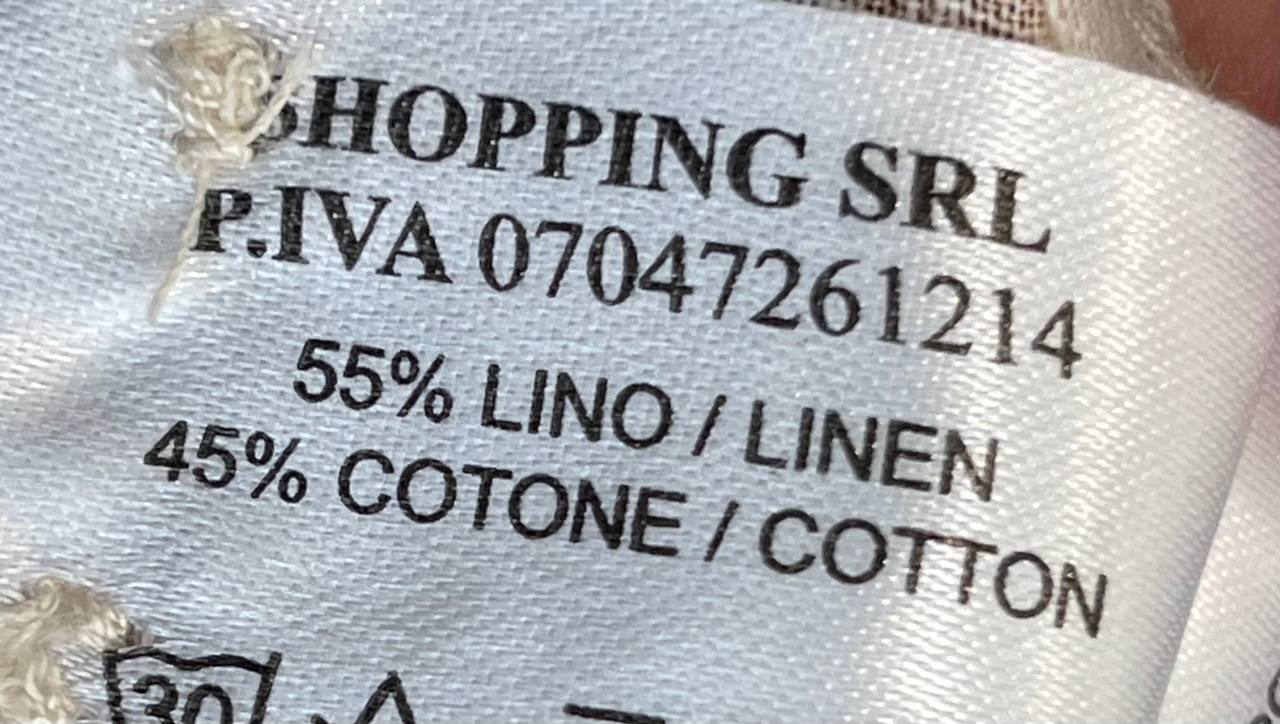 SHOPPING SRL
P.IVA 07047261214
55% LINO / LINEN
45% COTONE / COTTON
30